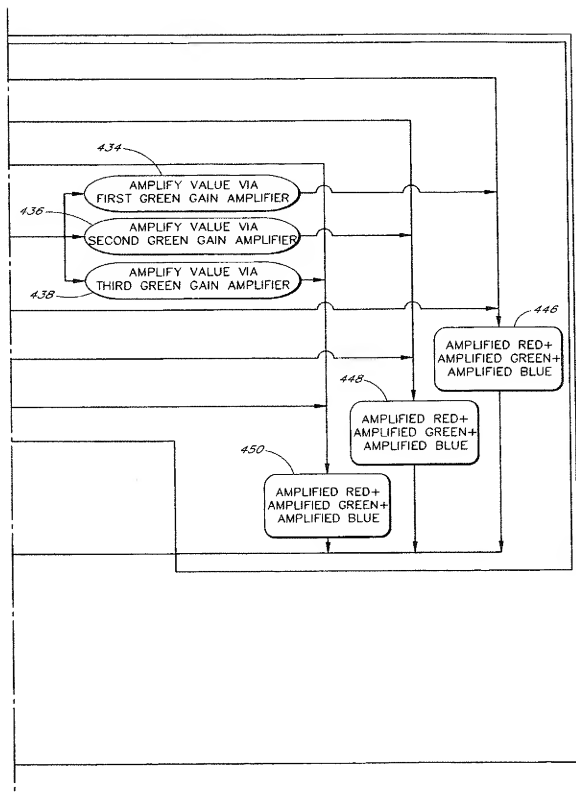 434
AMPLIFY VALUE VIA
FIRST GREEN GAIN AMPLIFIER
436
AMPLIFY VALUE VIA
SECOND GREEN GAIN AMPLIFIER
AMPLIFY VALUE VIA
THIRD GREEN GAIN AMPLIFIER
438
446
AMPLIFIED RED+
AMPLIFIED GREEN+
AMPLIFIED BLUE
448
AMPLIFIED RED+
AMPLIFIED GREEN+
AMPLIFIED BLUE
450
AMPLIFIED RED+
AMPLIFIED GREEN+
AMPLIFIED BLUE